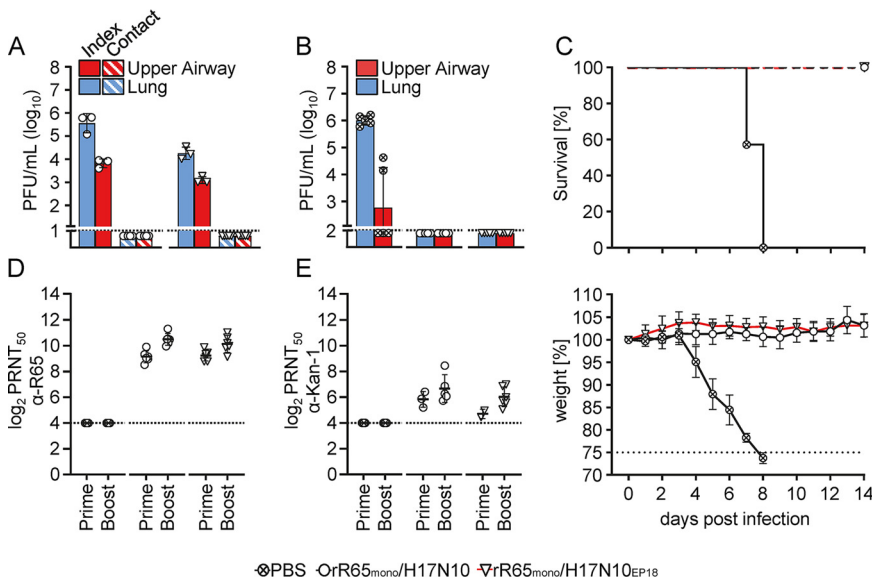 A
Index
Contact
Upper Airway
Lung
PFU/mL (log10)
8
7
6
5
4
3
1
B
Upper Airway
Lung
PFU/mL (log10)
8
7
6
5
4
3
2
C
Survival [%]
100
80
60
40
20
0
D
log2 PRNT50
α-R65
14
12
10
8
6
4
2
0
Prime
Boost
Prime
Boost
Prime
Boost
E
log2 PRNT50
α-Kan-1
14
12
10
8
6
4
2
0
Prime
Boost
Prime
Boost
Prime
Boost
weight [%]
110
105
100
95
90
85
80
75
70
0 2 4 6 8 10 12 14
days post infection
PBS rR65mono/H17N10 rR65mono/H17N10EP18